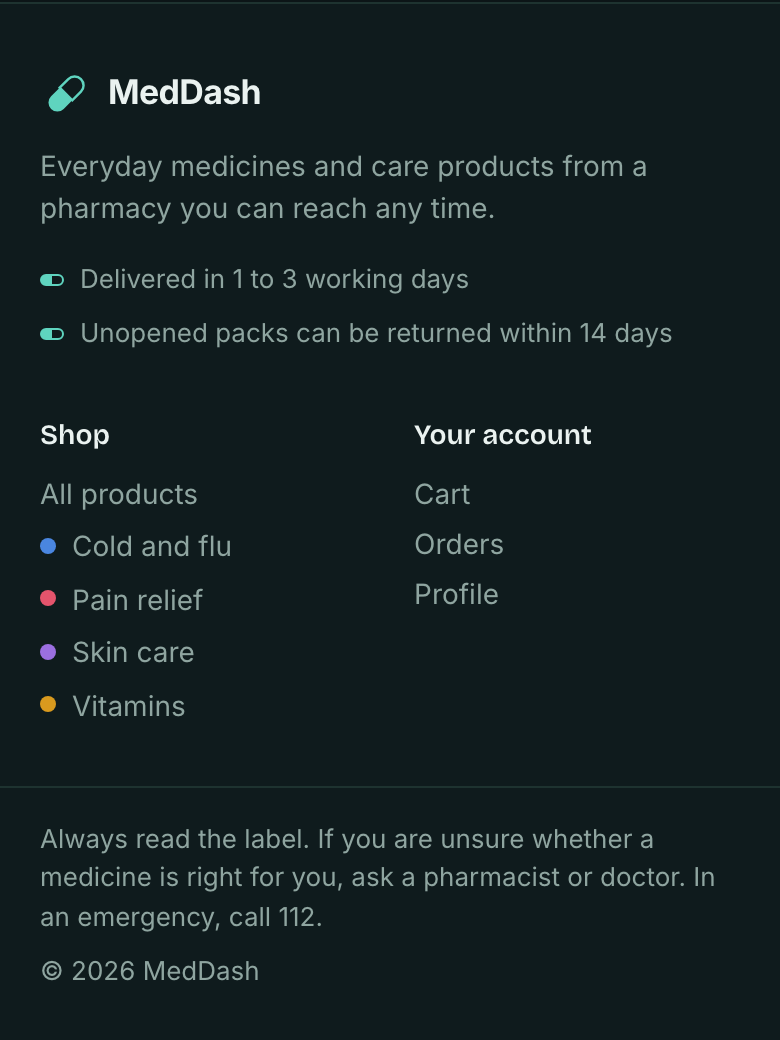 MedDash
Everyday medicines and care products from a
pharmacy you can reach any time.
Delivered in 1 to 3 working days
Unopened packs can be returned within 14 days
Shop
All products
Cold and flu
Pain relief
Skin care
Vitamins
Your account
Cart
Orders
Profile
Always read the label. If you are unsure whether a
medicine is right for you, ask a pharmacist or doctor. In
an emergency, call 112.
© 2026 MedDash